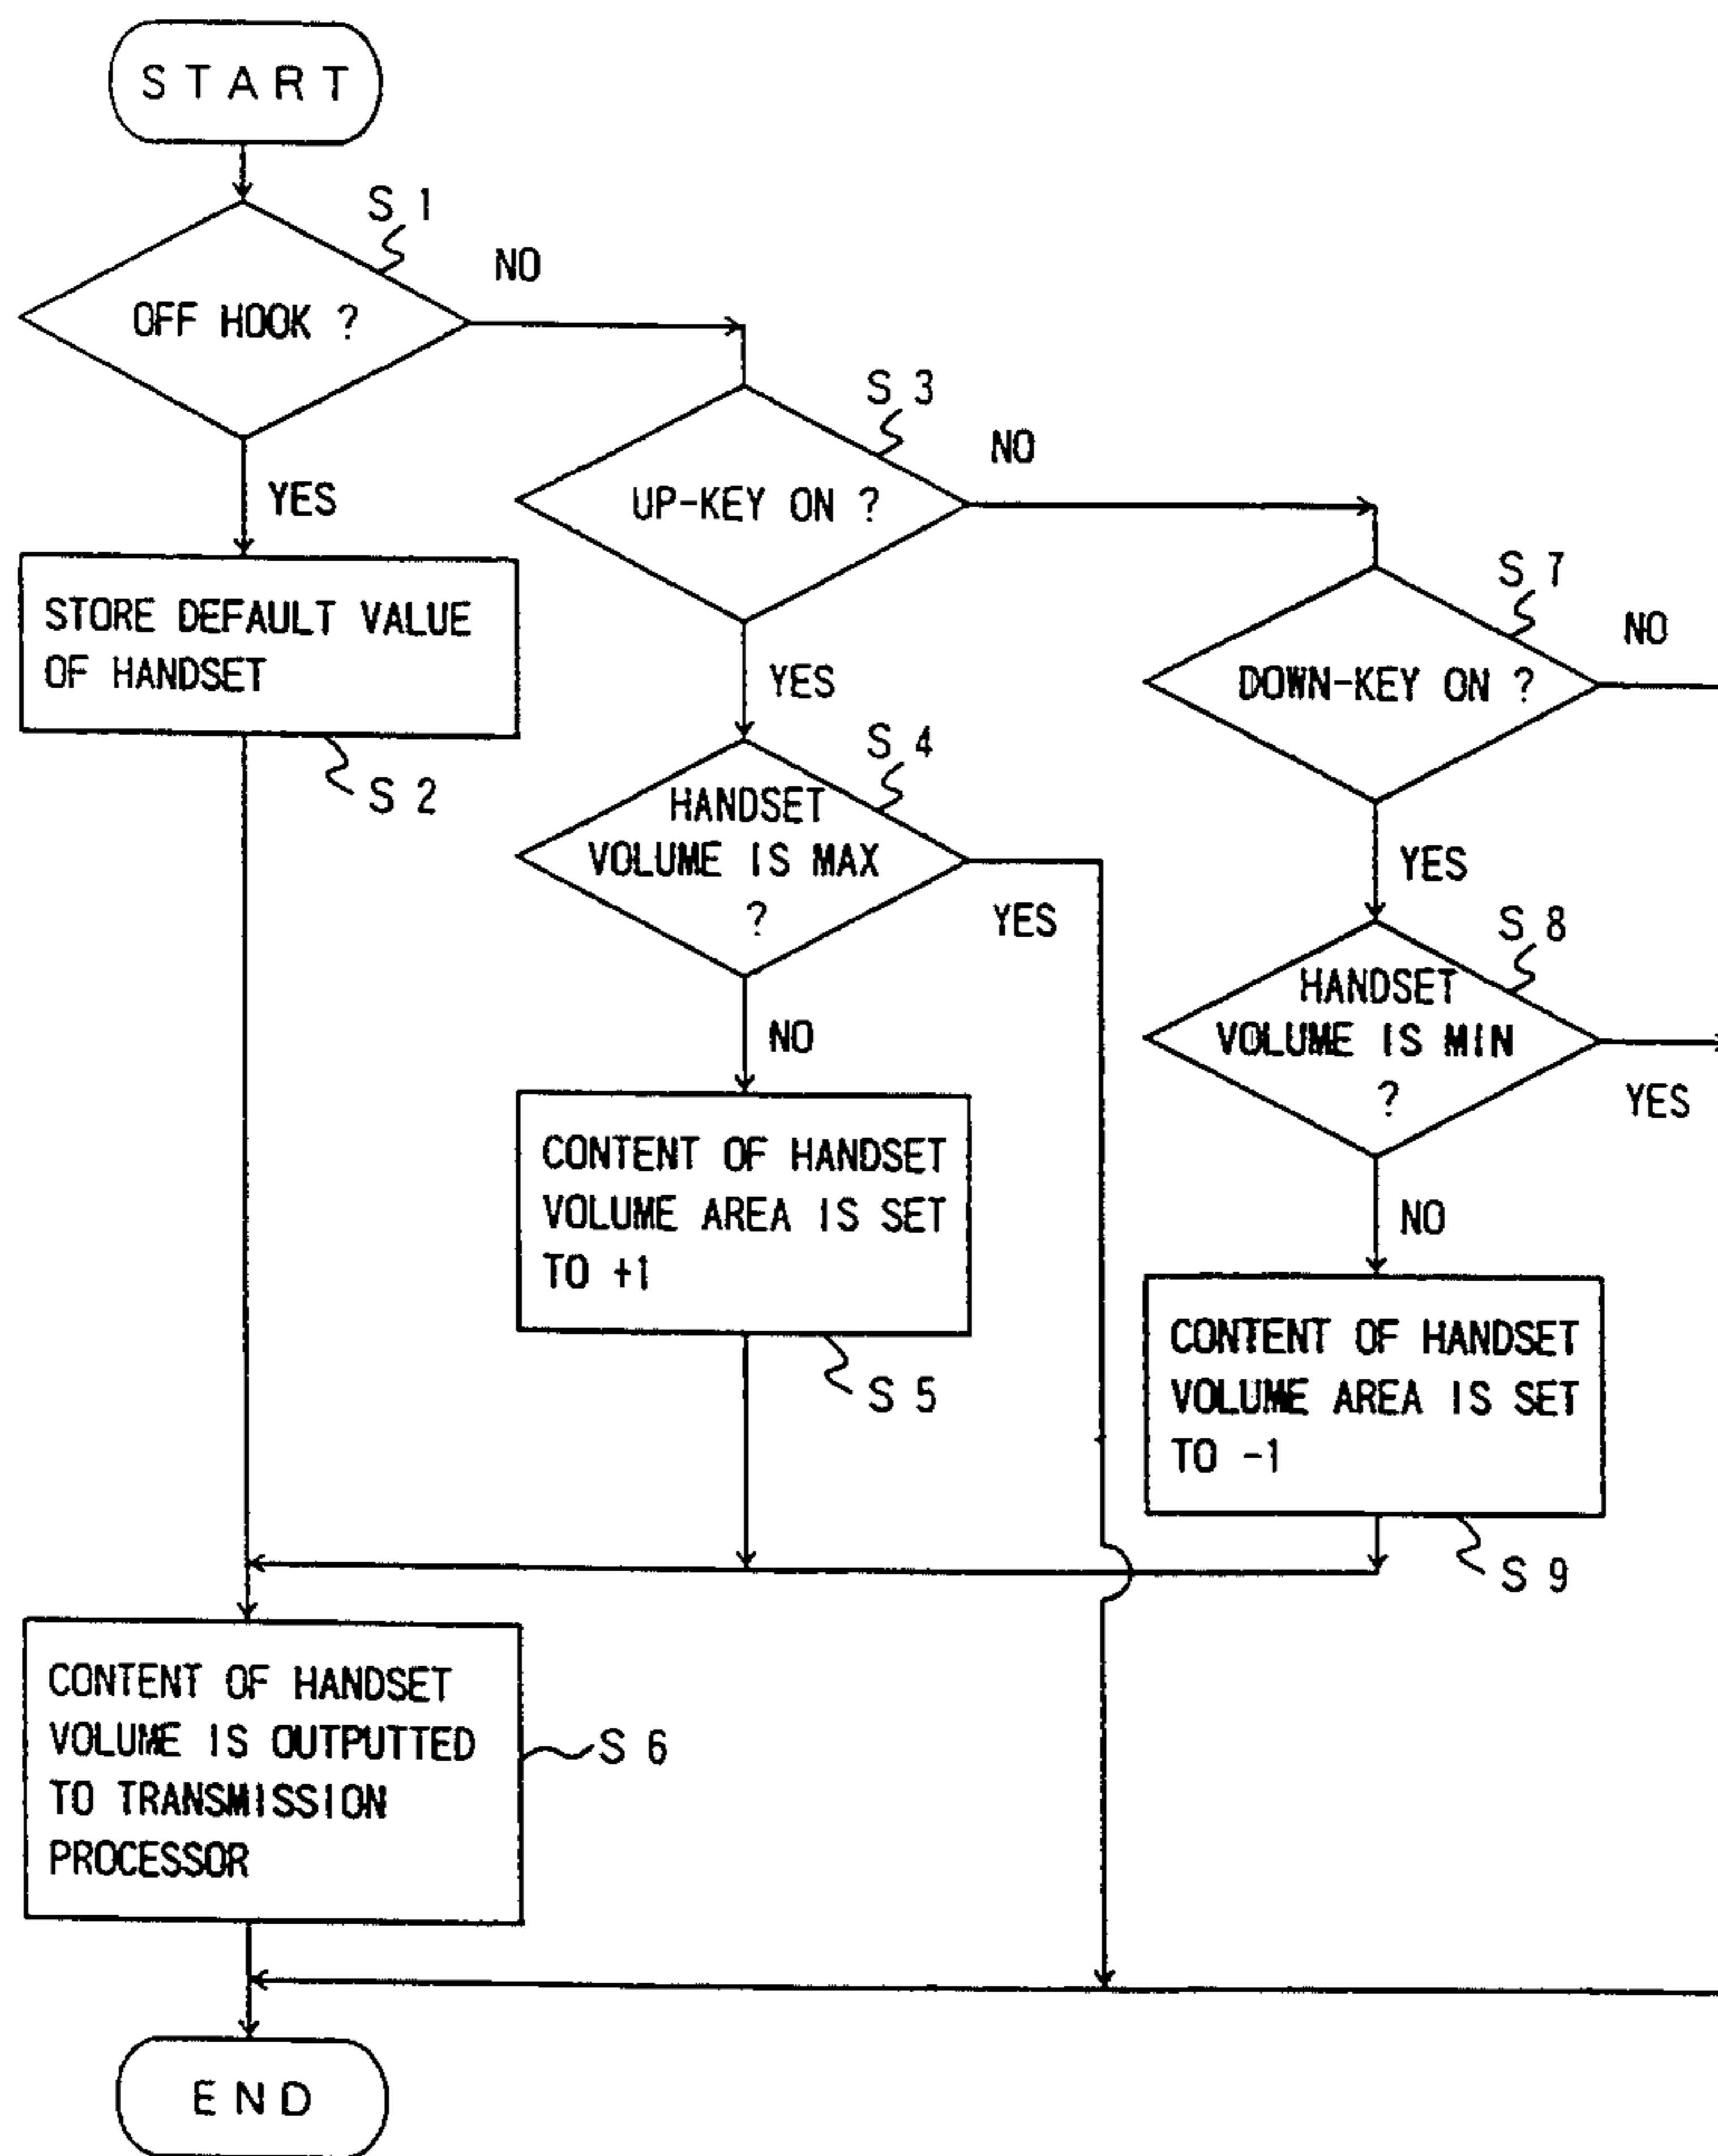 START
S 1
NO
OFF HOOK ?
YES
STORE DEFAULT VALUE
OF HANDSET
S 2
S 3
NO
UP-KEY ON ?
YES
S 4
HANDSET
VOLUME IS MAX
?
YES
NO
CONTENT OF HANDSET
VOLUME AREA IS SET
TO +1
S 5
S 7
NO
DOWN-KEY ON ?
YES
S 8
HANDSET
VOLUME IS MIN
?
YES
NO
CONTENT OF HANDSET
VOLUME AREA IS SET
TO -1
S 9
CONTENT OF HANDSET
VOLUME IS OUTPUTTED
TO TRANSMISSION
PROCESSOR
S 6
END